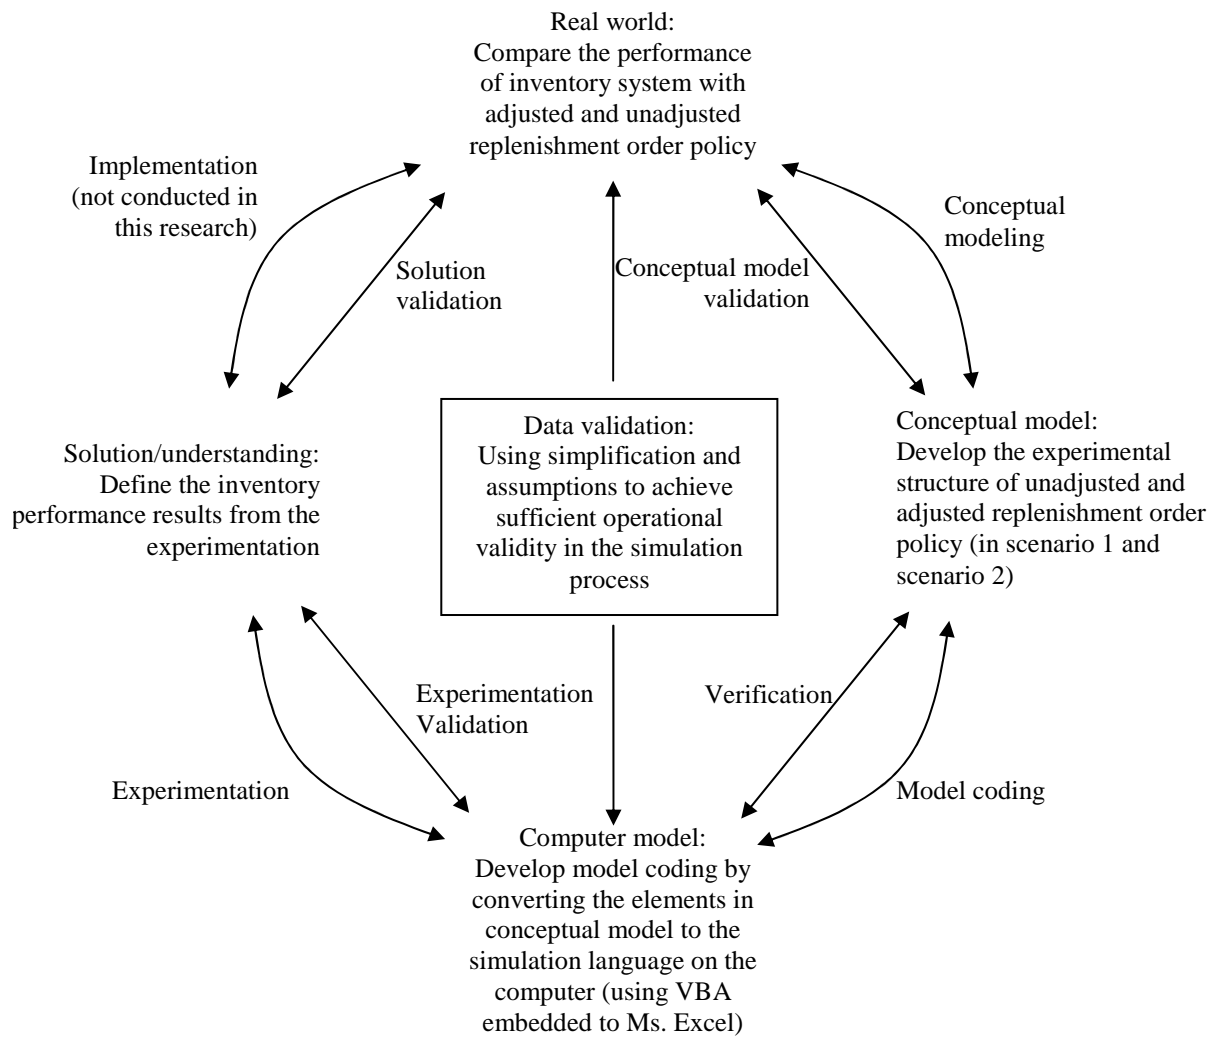 Real world:
Compare the performance
of inventory system with
adjusted and unadjusted
replenishment order policy
Implementation
(not conducted in
this research)
Conceptual
modeling
Solution
validation
Conceptual model
validation
Data validation:
Using simplification and
assumptions to achieve
sufficient operational
validity in the simulation
process
Solution/understanding:
Define the inventory
performance results from the
experimentation
Conceptual model:
Develop the experimental
structure of unadjusted and
adjusted replenishment order
policy (in scenario 1 and
scenario 2)
Experimentation
Validation
Verification
Experimentation
Model coding
Computer model:
Develop model coding by
converting the elements in
conceptual model to the
simulation language on the
computer (using VBA
embedded to Ms. Excel)